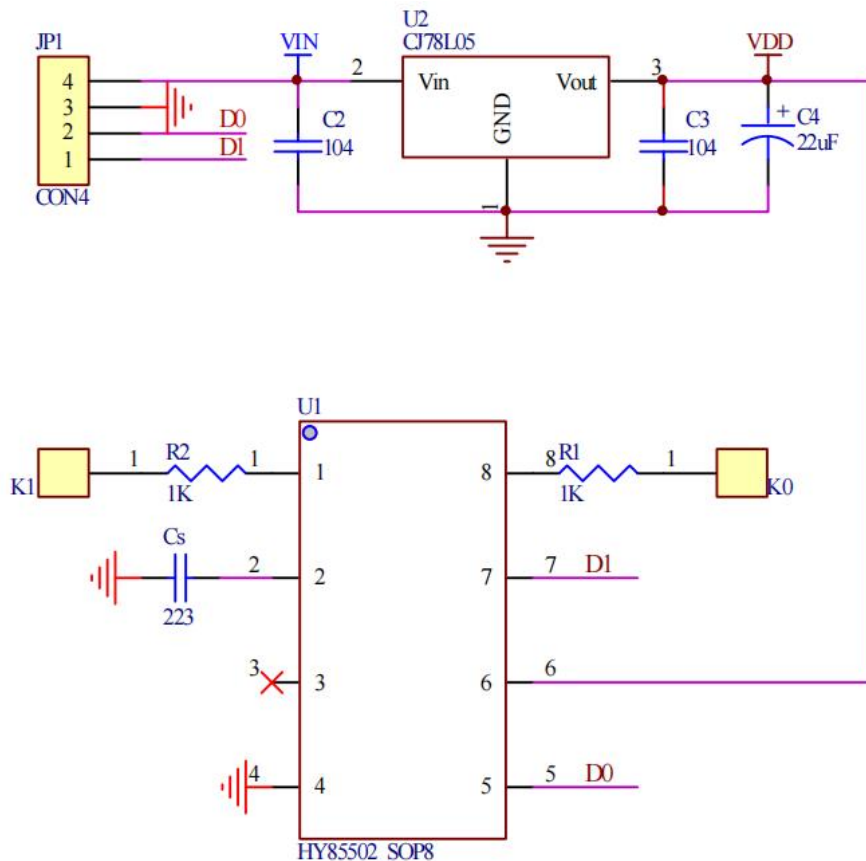 U2
JP1
VIN
CJ78L05
VDD
4
2
Vin
Vout
3
3
2
D0
C2
GND
C3
+
C4
1
D1
104
104
22uF
CON4
1
U1
K1
1
R2
1
1
8
8
R1
1
K0
1K
1K
Cs
2
2
7
7
D1
223
3
3
6
6
4
4
5
5
D0
HY85502 SOP8